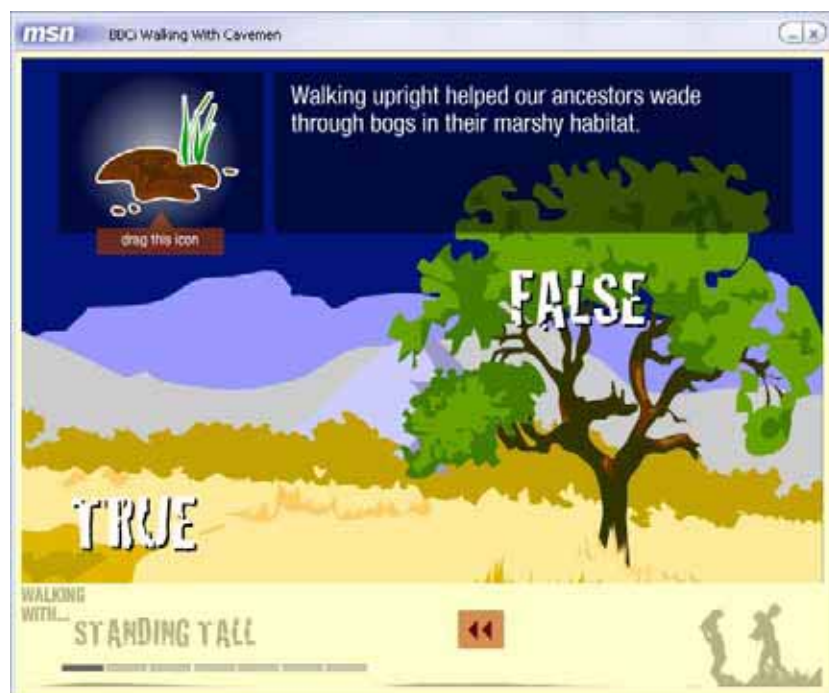 msn BBCi Walking With Cavemen
Walking upright helped our ancestors wade
through bogs in their marshy habitat.
drag this icon
FALSE
TRUE
WALKING
WITH...
STANDING TALL